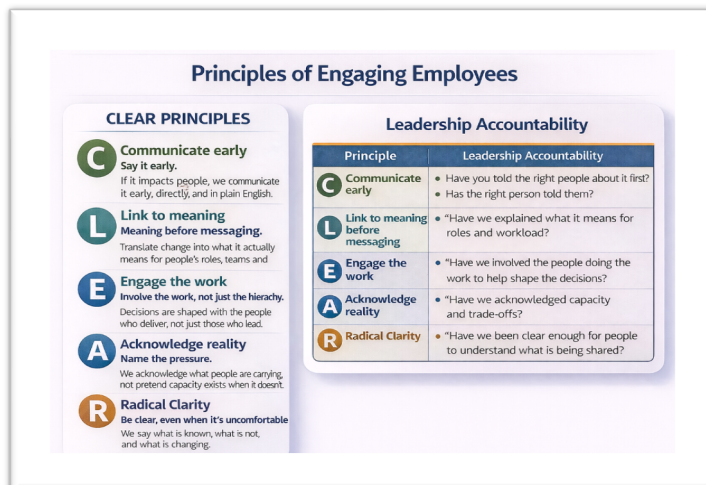 Principles of Engaging Employees
CLEAR PRINCIPLES
C
Communicate early
Say it early.
If it impacts people, we communicate
it early, directly, and in plain English.
L
Link to meaning
Meaning before messaging.
Translate change into what it actually
means for people's roles, teams and
E
Engage the work
Involve the work, not just the hierachy.
Decisions are shaped with the people
who deliver, not just those who lead.
A
Acknowledge reality
Name the pressure.
We acknowledge what people are carrying,
not pretend capacity exists when it doesn't.
R
Radical Clarity
Be clear, even when it's uncomfortable
We say what is known, what is not,
and what is changing.
Leadership Accountability
Principle
Leadership Accountability
C
Communicate
early
• Have you told the right people about it first?
• Has the right person told them?
L
Link to meaning
before
messaging
• "Have we explained what it means for
roles and workload?
E
Engage the
work
• "Have we involved the people doing the
work to help shape the decisions?
A
Acknowledge
reality
• "Have we acknowledged capacity
and trade-offs?
R
Radical Clarity
• "Have we been clear enough for people
to understand what is being shared?